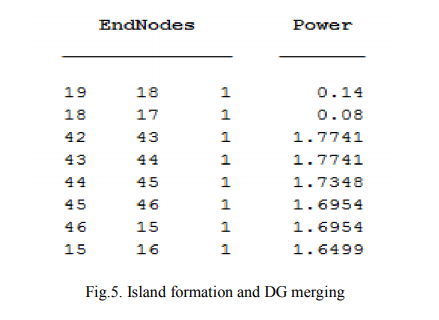 EndNodes Power
19 18 1 0.14
18 17 1 0.08
42 43 1 1.7741
43 44 1 1.7741
44 45 1 1.7348
45 46 1 1.6954
46 15 1 1.6954
15 16 1 1.6499
Fig.5. Island formation and DG merging